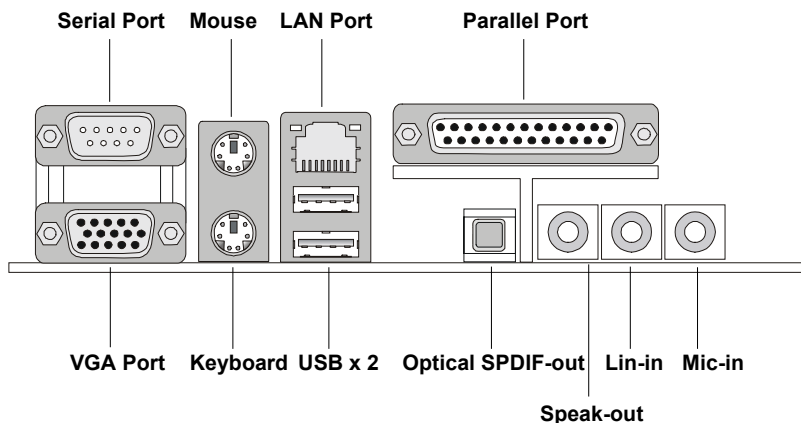 Serial Port Mouse LAN Port Parallel Port
VGA Port Keyboard USB x 2 Optical SPDIF-out Lin-in Mic-in
Speak-out